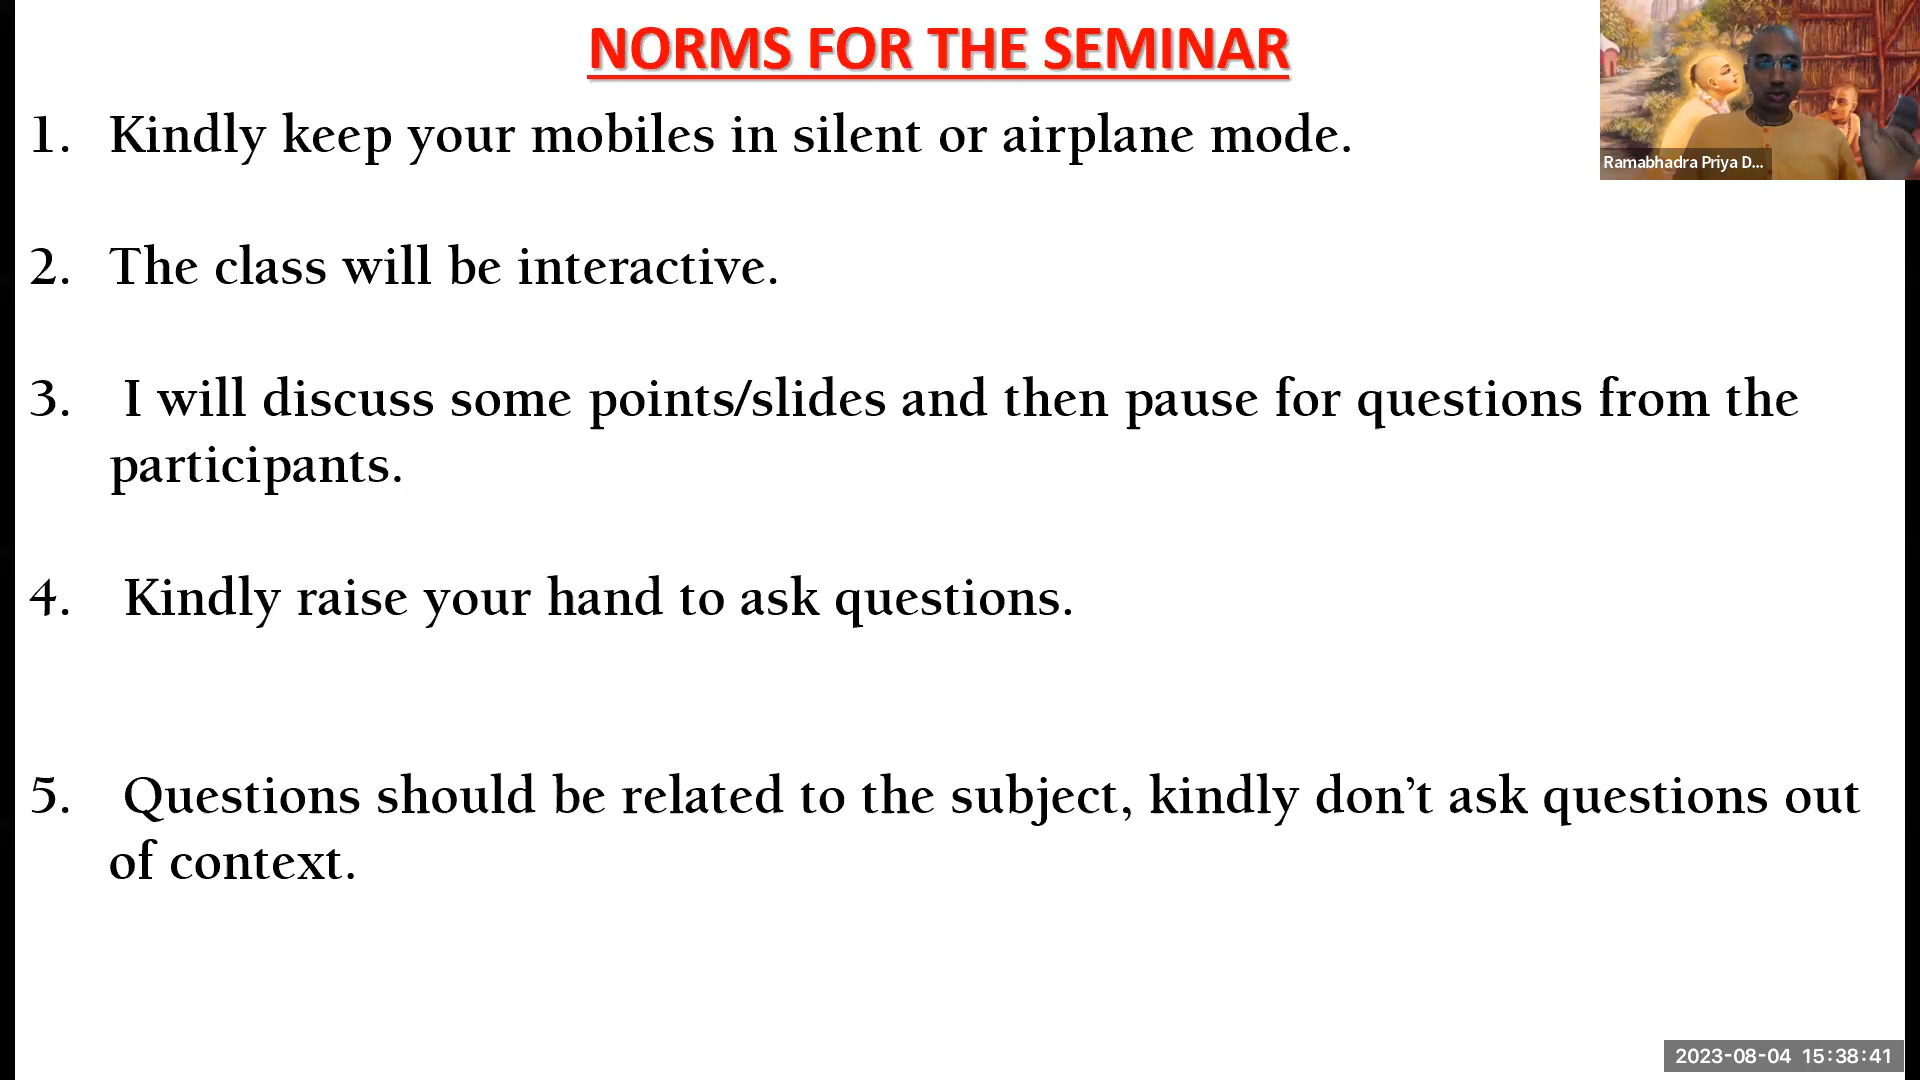 NORMS FOR THE SEMINAR
1. Kindly keep your mobiles in silent or airplane mode.
Ramabhadra Priya D...
2. The class will be interactive.
3. I will discuss some points/slides and then pause for questions from the
participants.
4. Kindly raise your hand to ask questions.
5. Questions should be related to the subject, kindly don’t ask questions out
of context.
2023-08-04 15:38:41